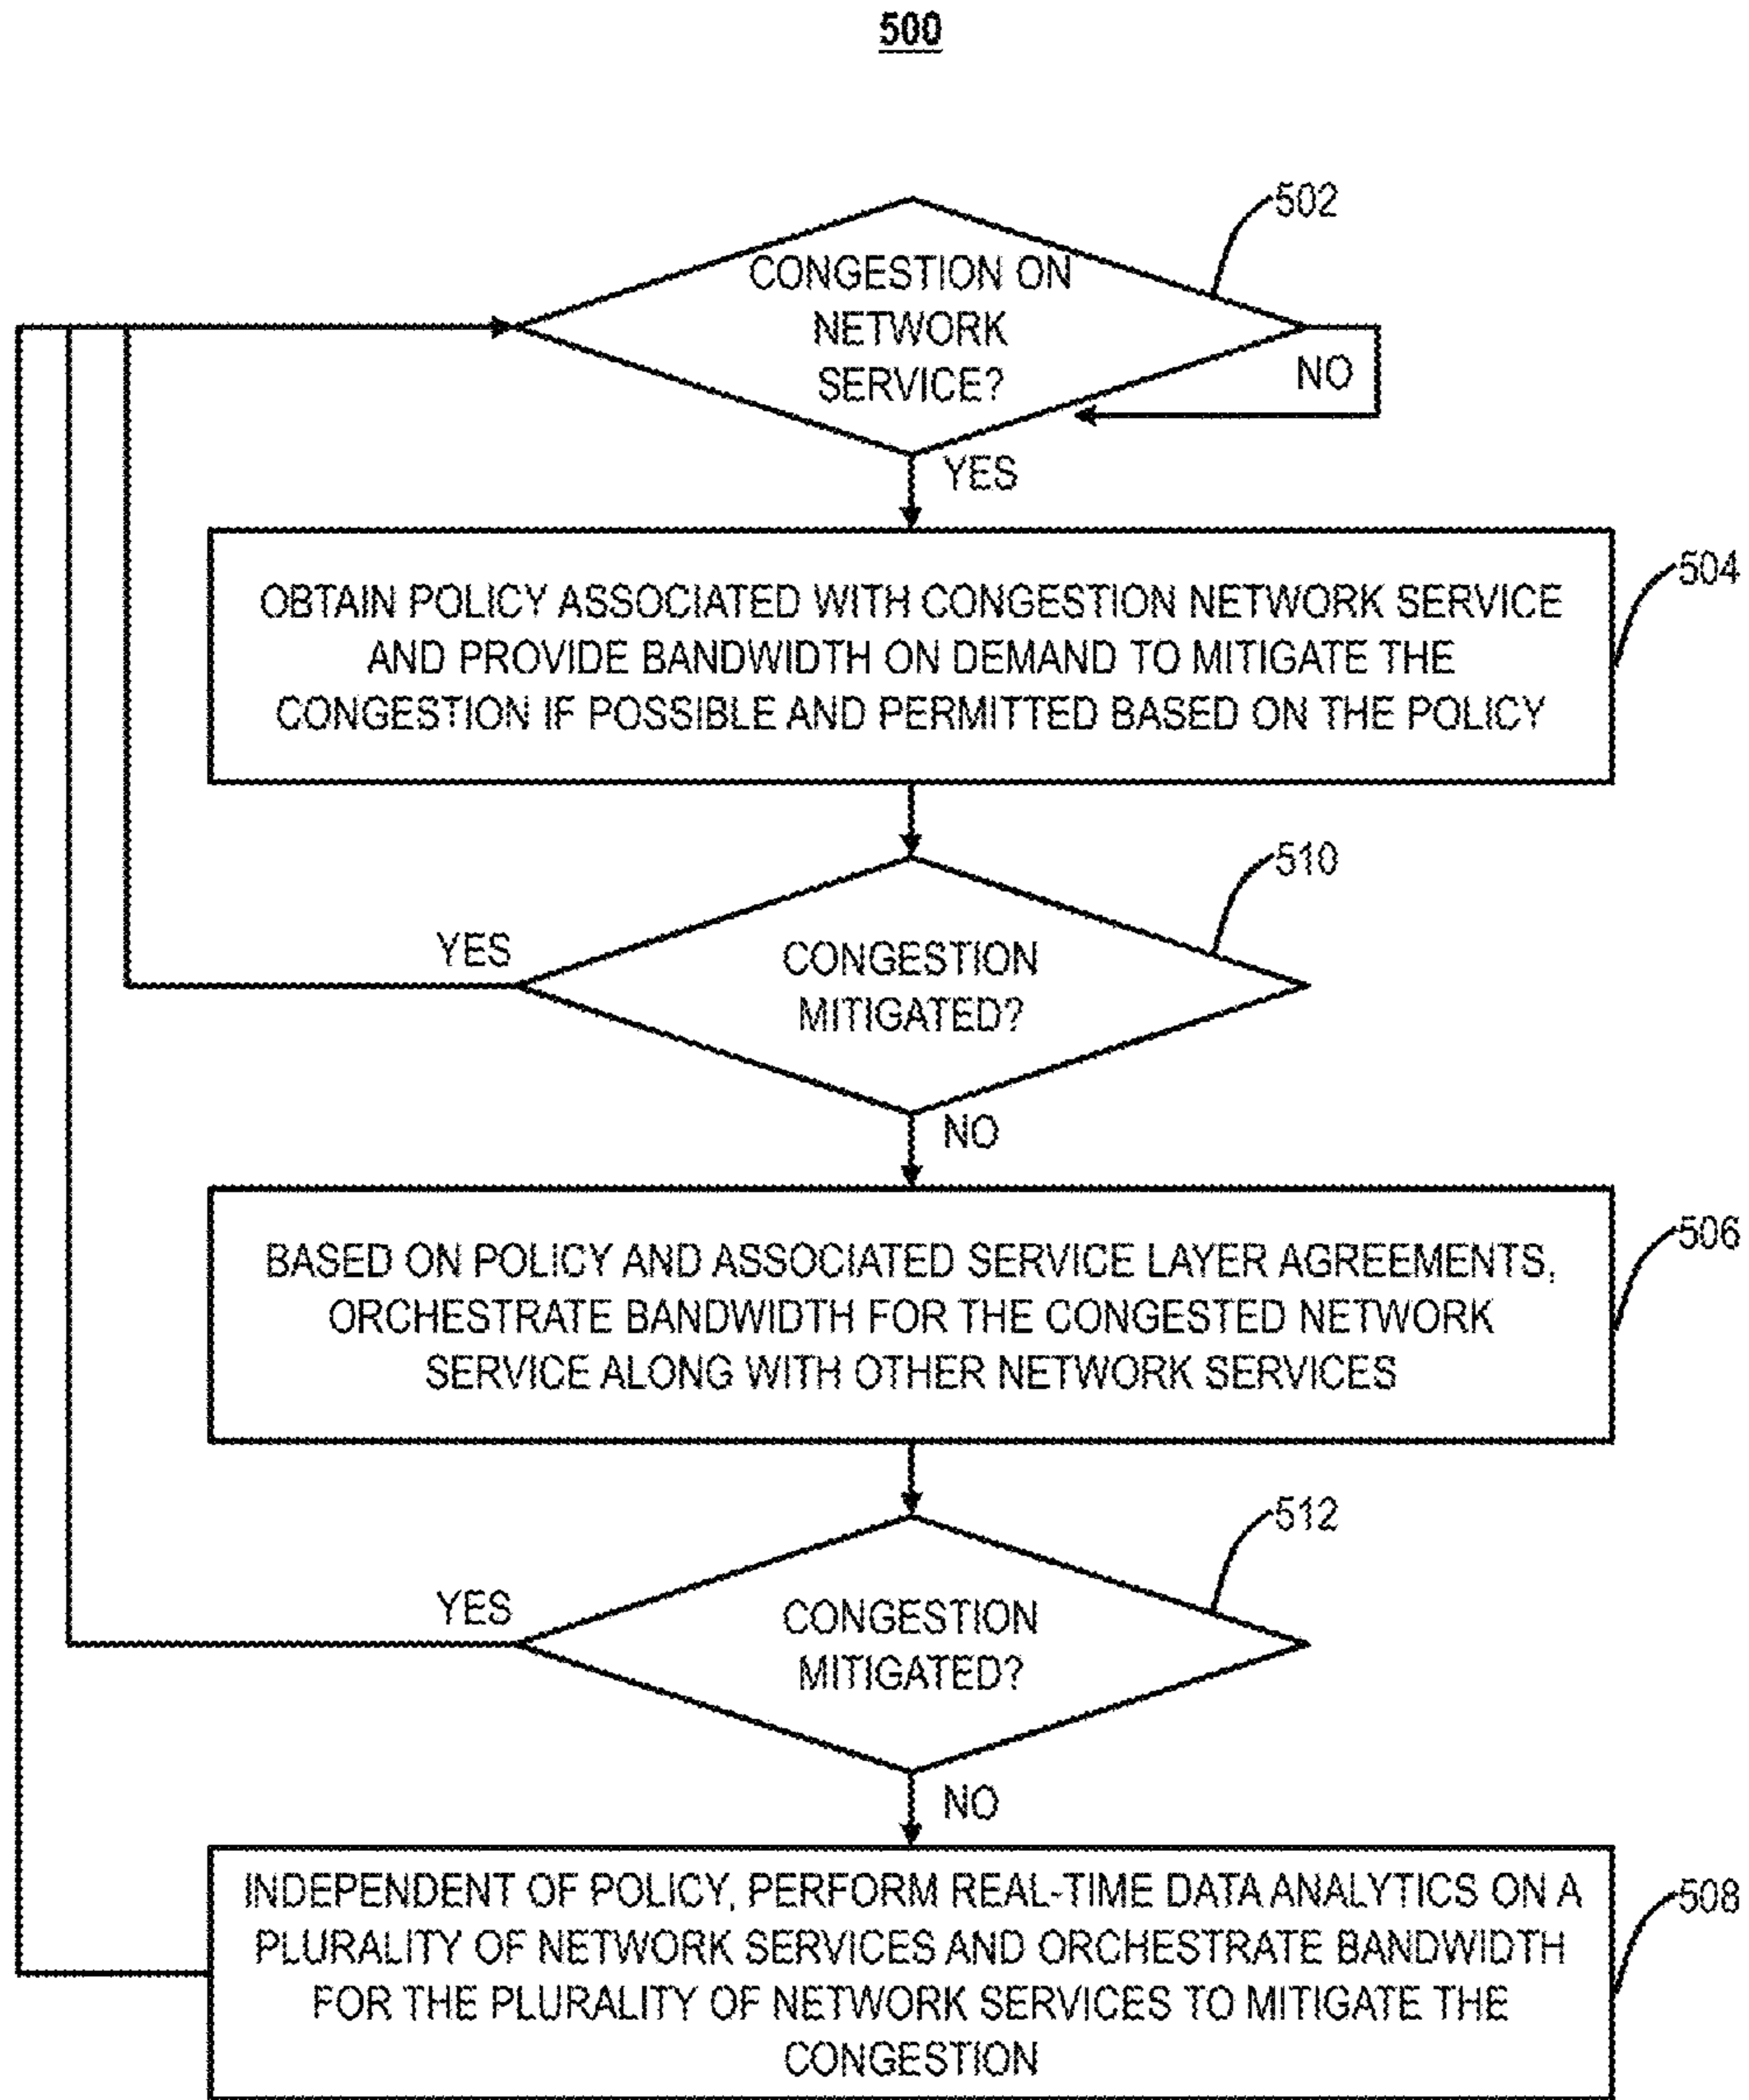 500
502
CONGESTION ON
NETWORK
SERVICE?
NO
YES
504
OBTAIN POLICY ASSOCIATED WITH CONGESTION NETWORK SERVICE
AND PROVIDE BANDWIDTH ON DEMAND TO MITIGATE THE
CONGESTION IF POSSIBLE AND PERMITTED BASED ON THE POLICY
510
YES
CONGESTION
MITIGATED?
NO
506
BASED ON POLICY AND ASSOCIATED SERVICE LAYER AGREEMENTS,
ORCHESTRATE BANDWIDTH FOR THE CONGESTED NETWORK
SERVICE ALONG WITH OTHER NETWORK SERVICES
512
YES
CONGESTION
MITIGATED?
NO
508
INDEPENDENT OF POLICY, PERFORM REAL-TIME DATA ANALYTICS ON A
PLURALITY OF NETWORK SERVICES AND ORCHESTRATE BANDWIDTH
FOR THE PLURALITY OF NETWORK SERVICES TO MITIGATE THE
CONGESTION